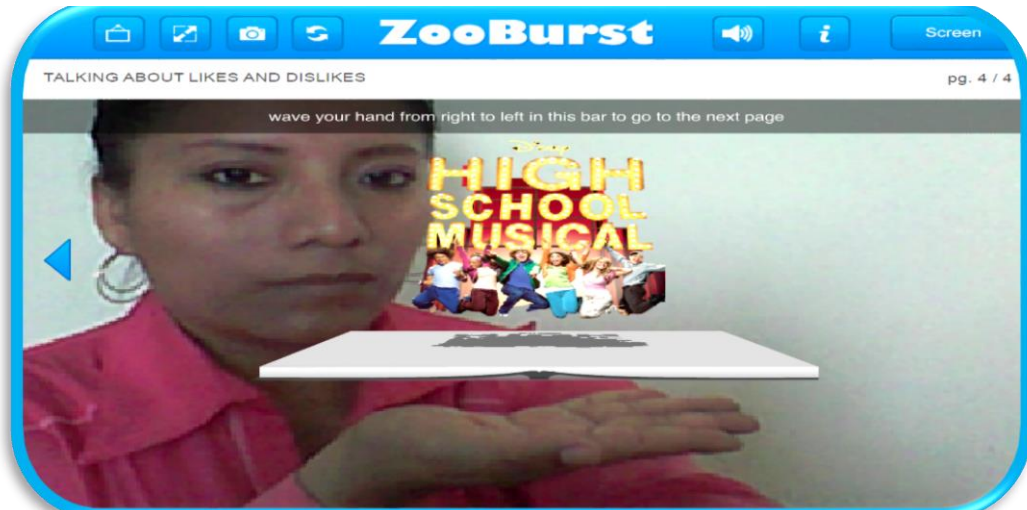 ZooBurst
Screen
TALKING ABOUT LIKES AND DISLIKES
pg. 4 / 4
wave your hand from right to left in this bar to go to the next page
Disney
HIGH
SCHOOL
MUSICAL